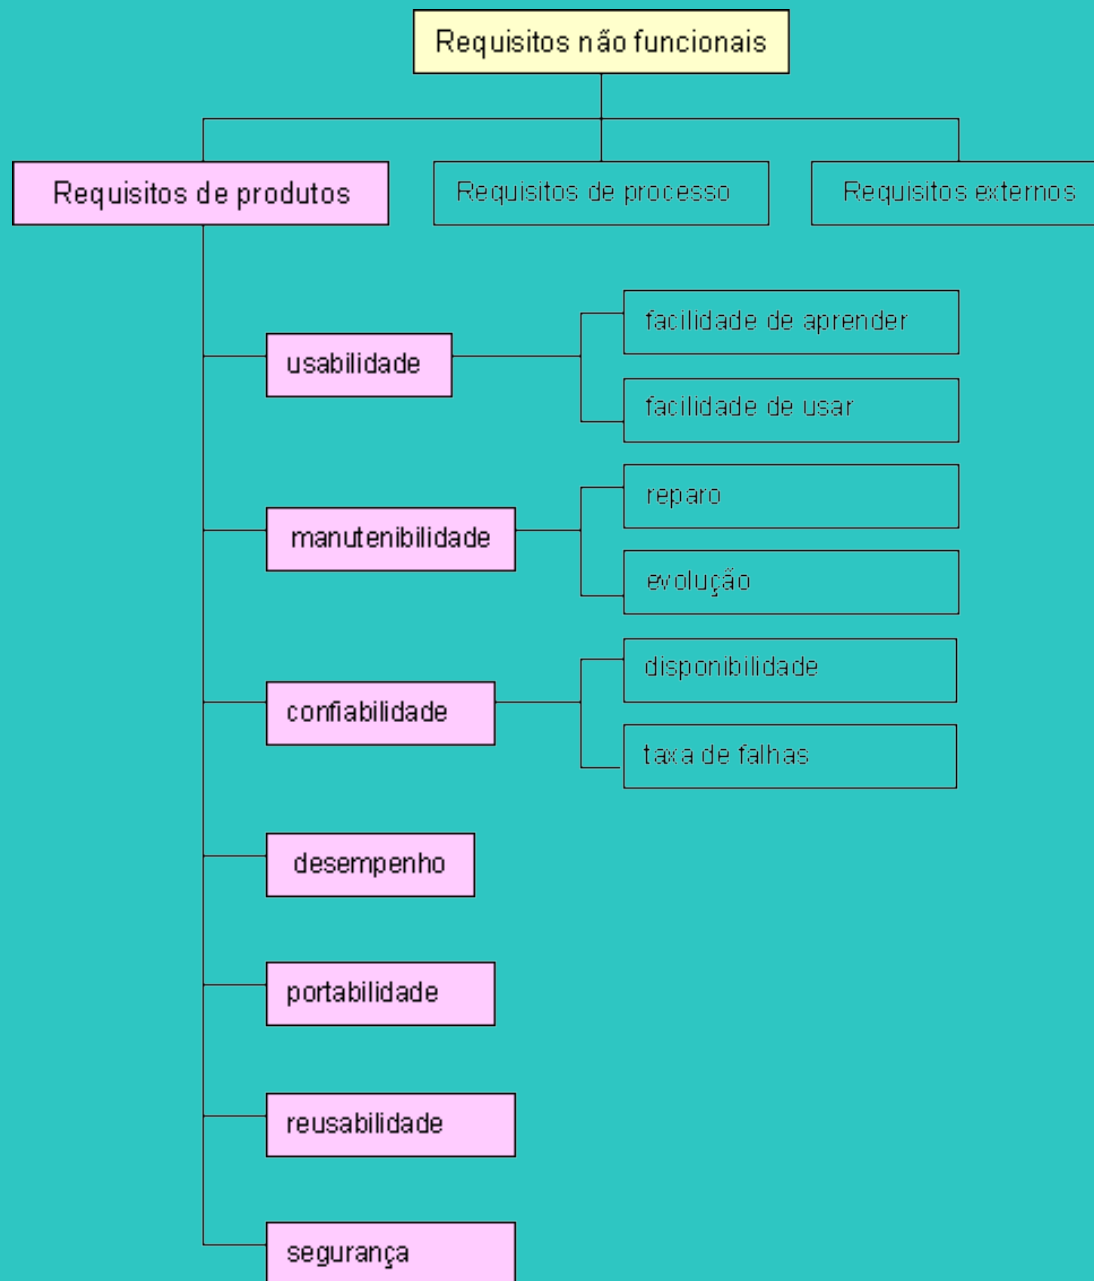 Requisitos não funcionais
Requisitos de produtos
Requisitos de processo
Requisitos externos
usabilidade
facilidade de aprender
facilidade de usar
manutenibilidade
reparo
evolução
confiabilidade
disponibilidade
taxa de falhas
desempenho
portabilidade
reusabilidade
segurança